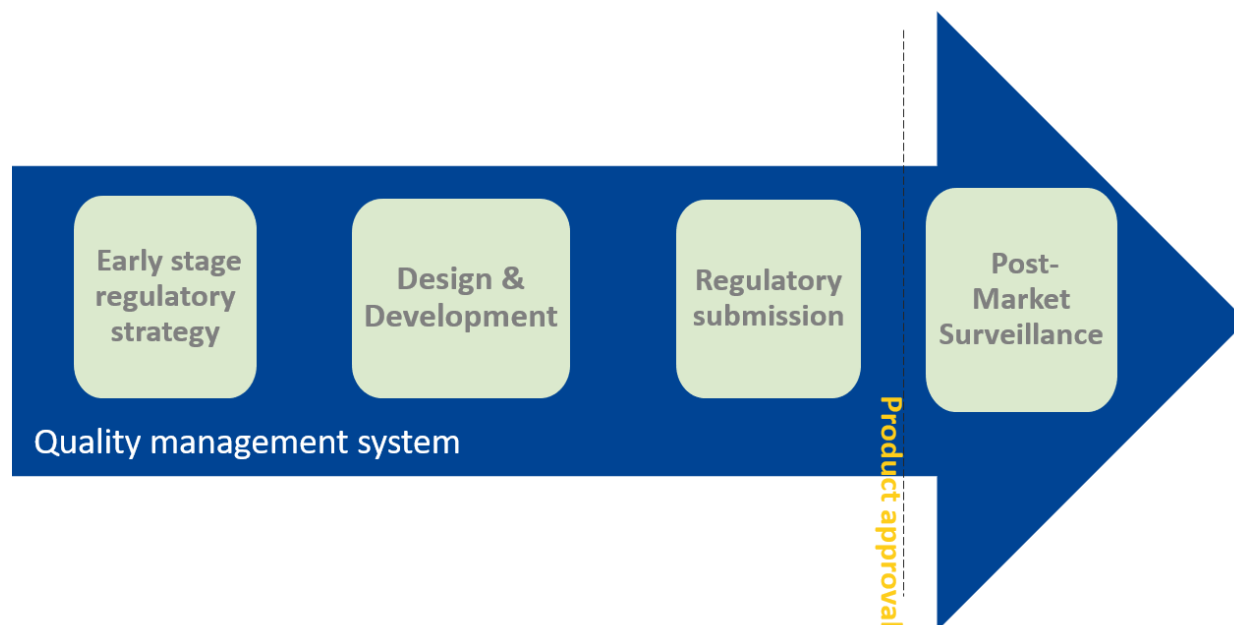 Early stage
regulatory
strategy
Design &
Development
Regulatory
submission
Post-
Market
Surveillance
Quality management system
Product approval